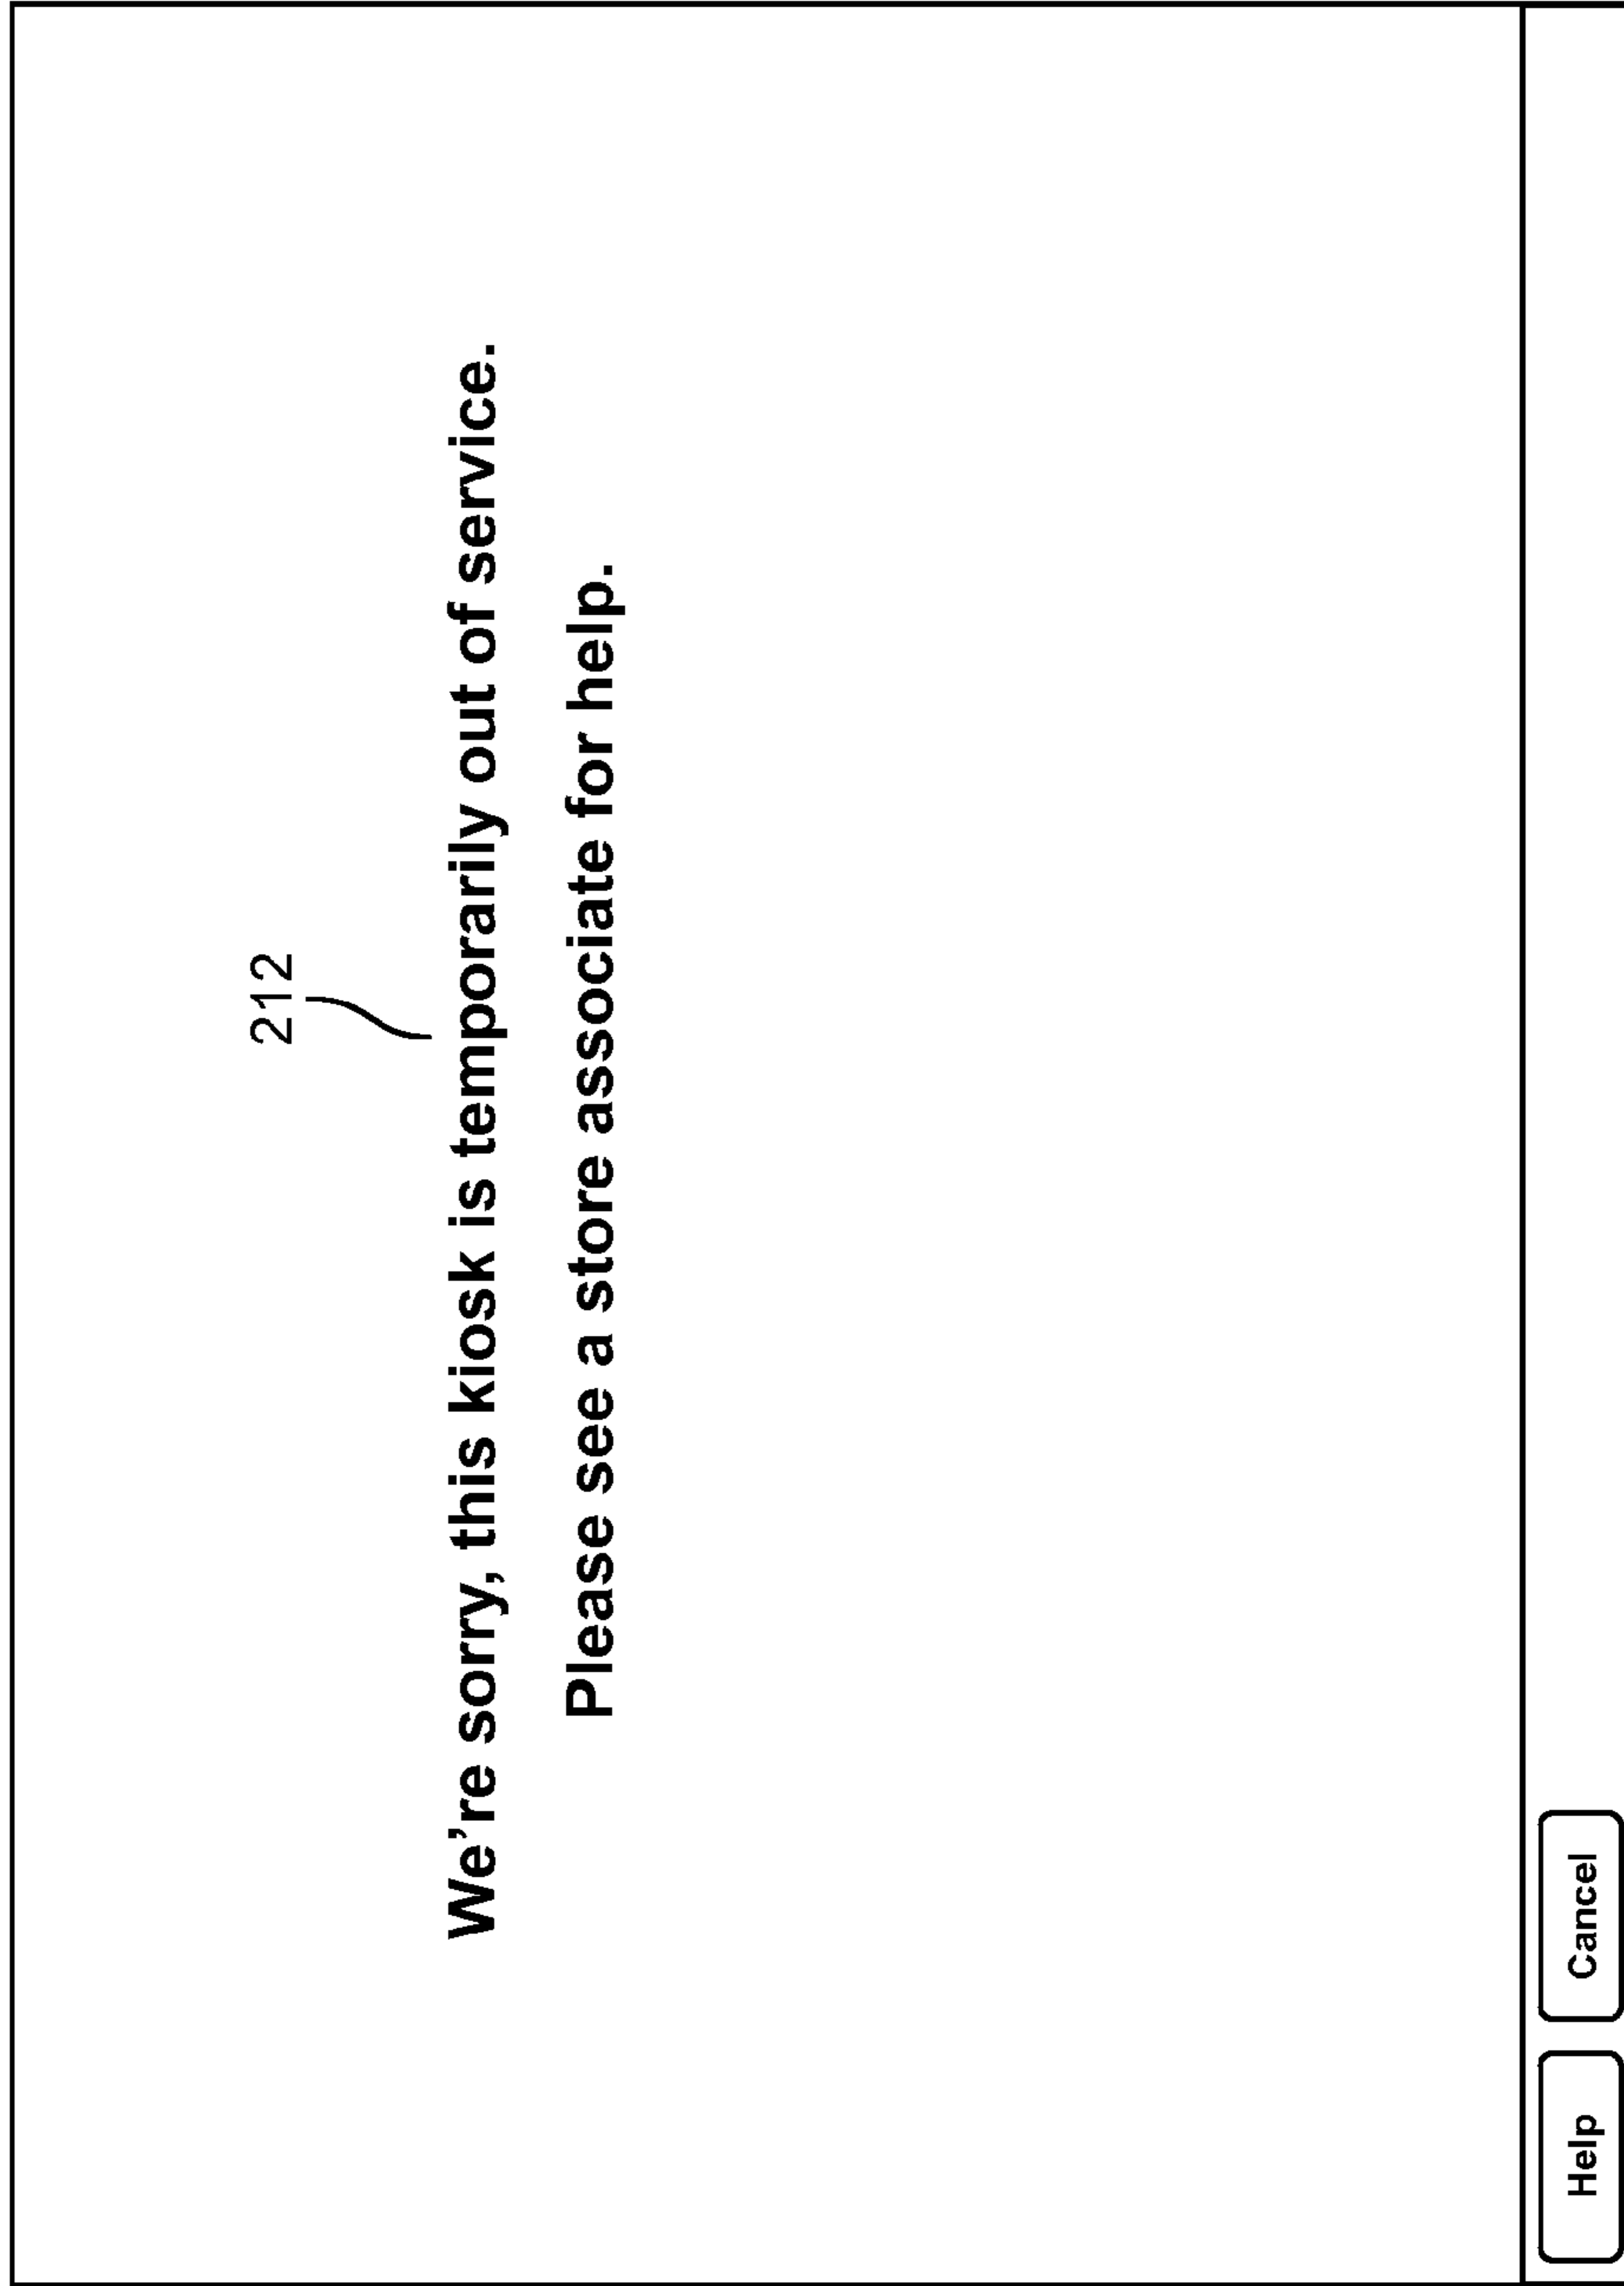 212
We're sorry, this kiosk is temporarily out of service.
Please see a store associate for help.
Help
Cancel